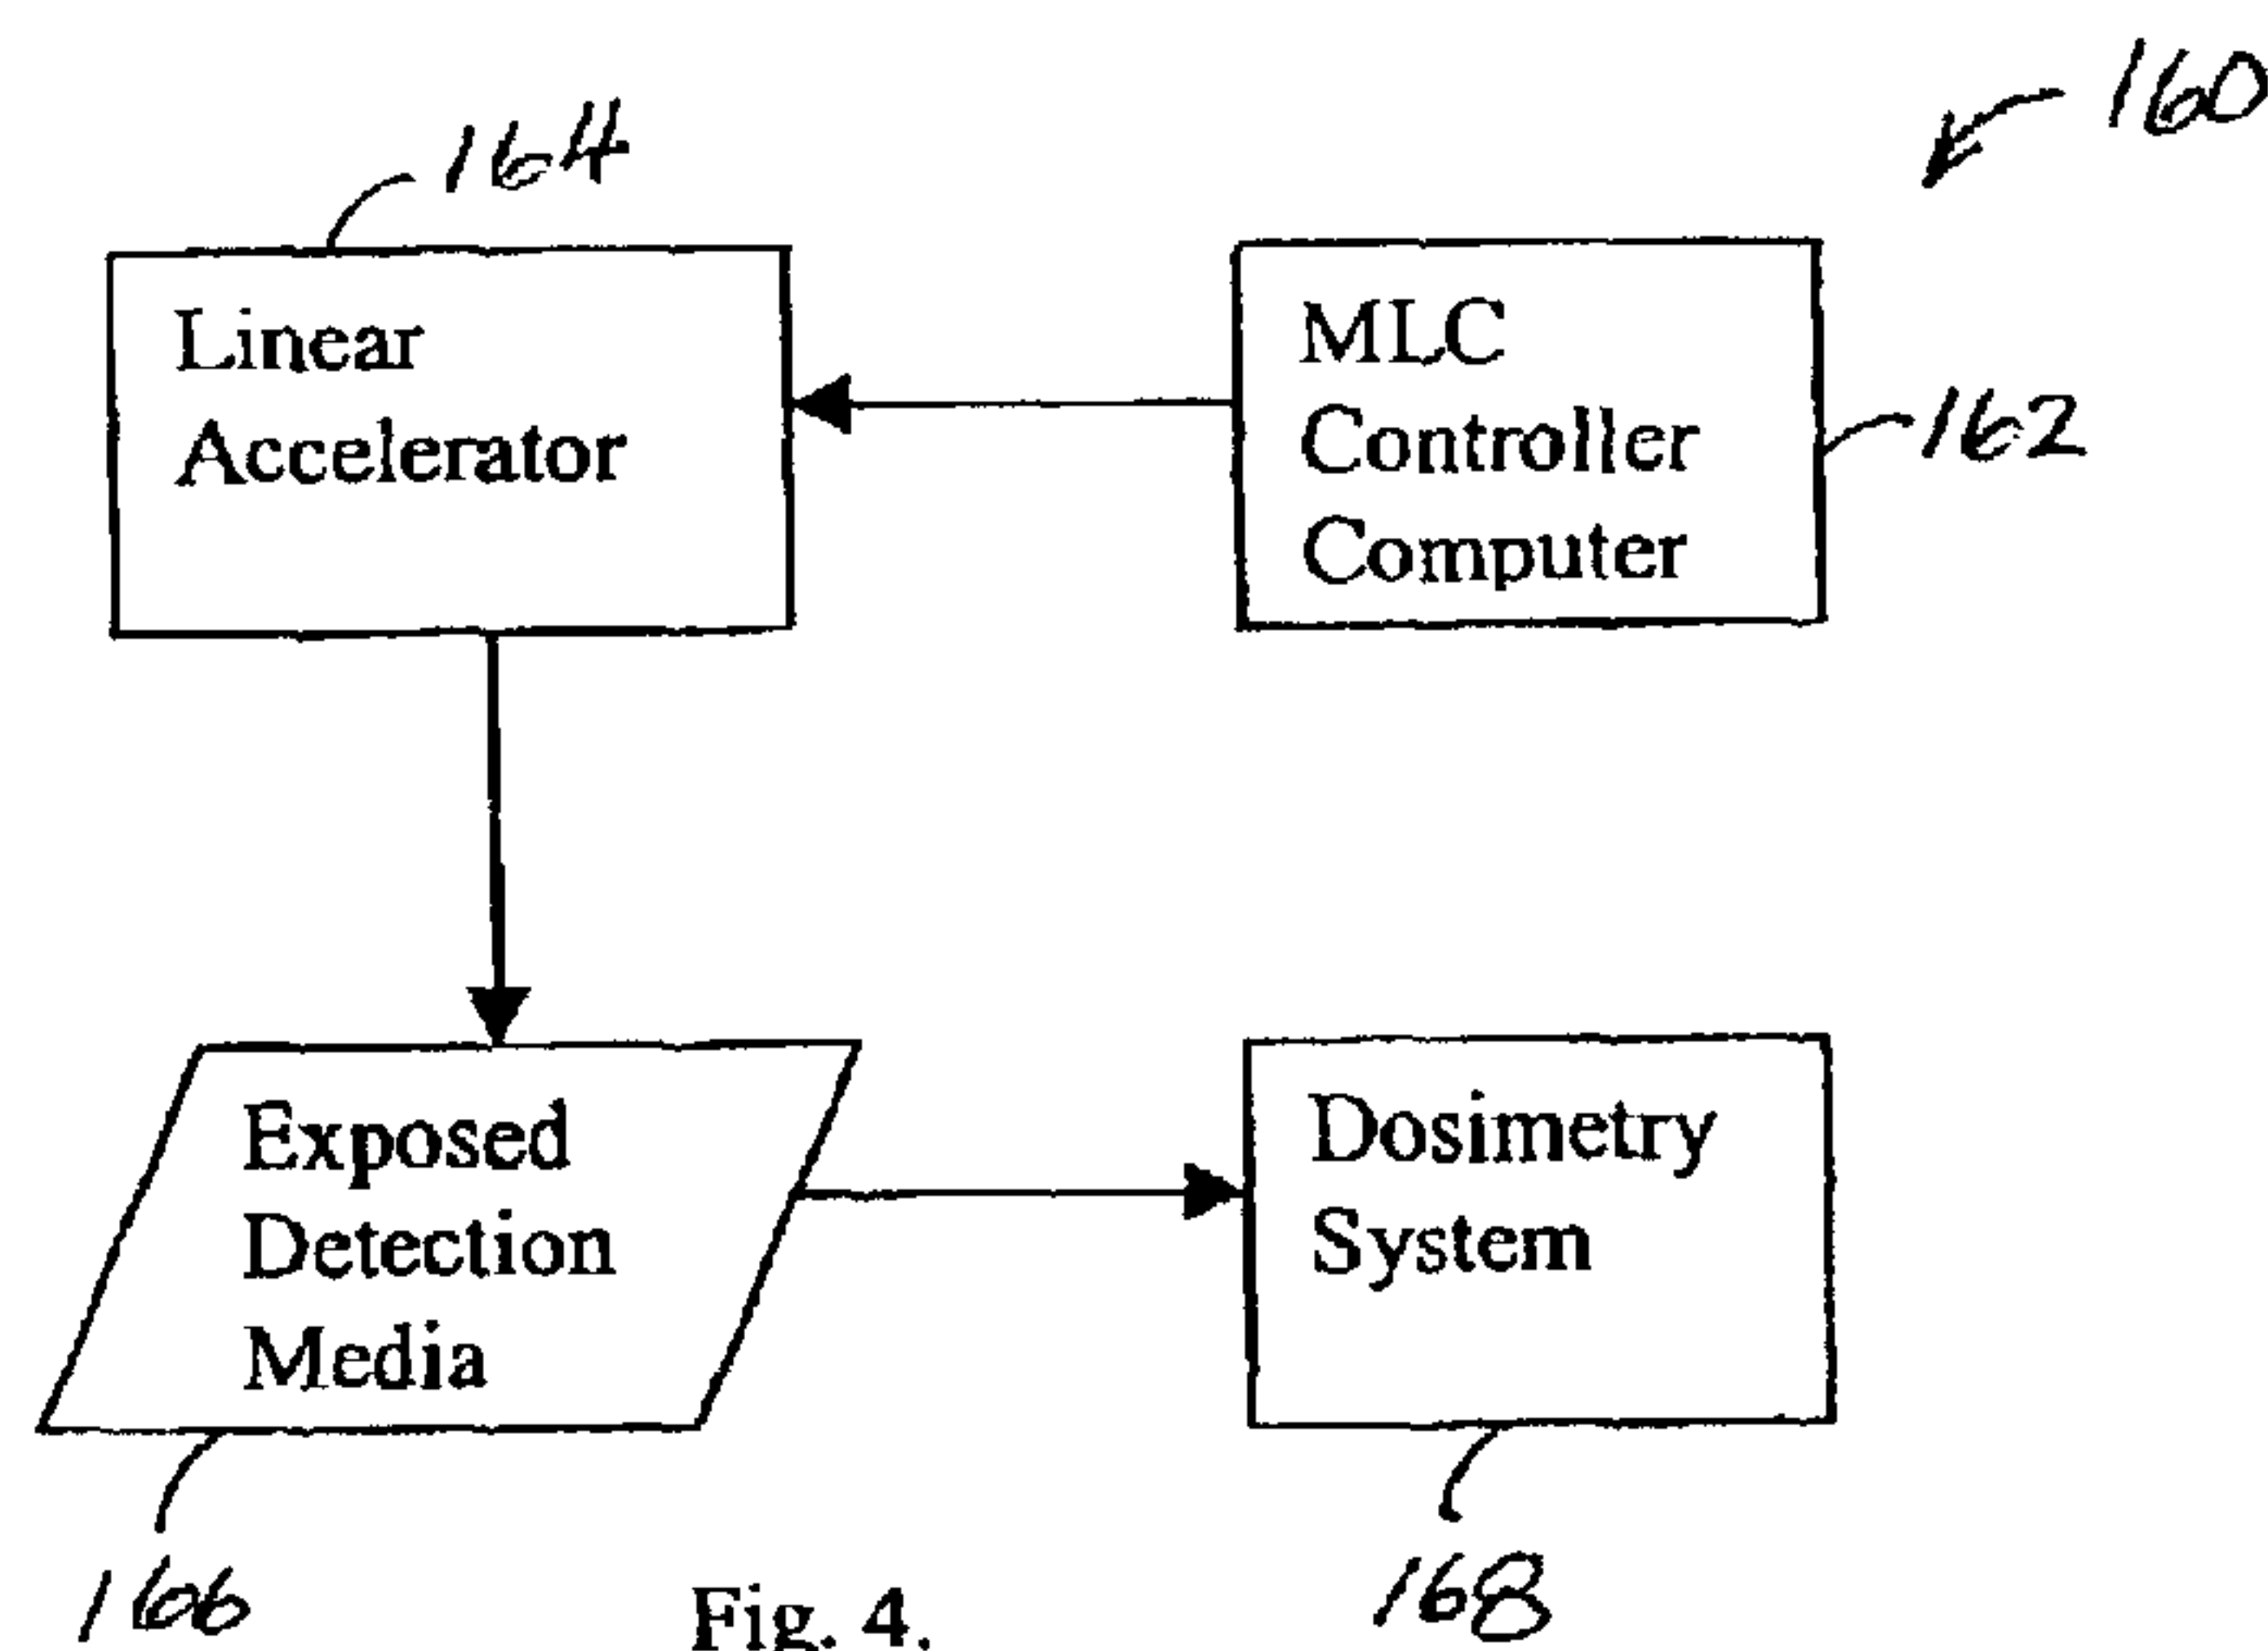 160
164
Linear
Accelerator
MLC
Controller
Computer
162
Exposed
Detection
Media
Dosimetry
System
166
168
Fig. 4.